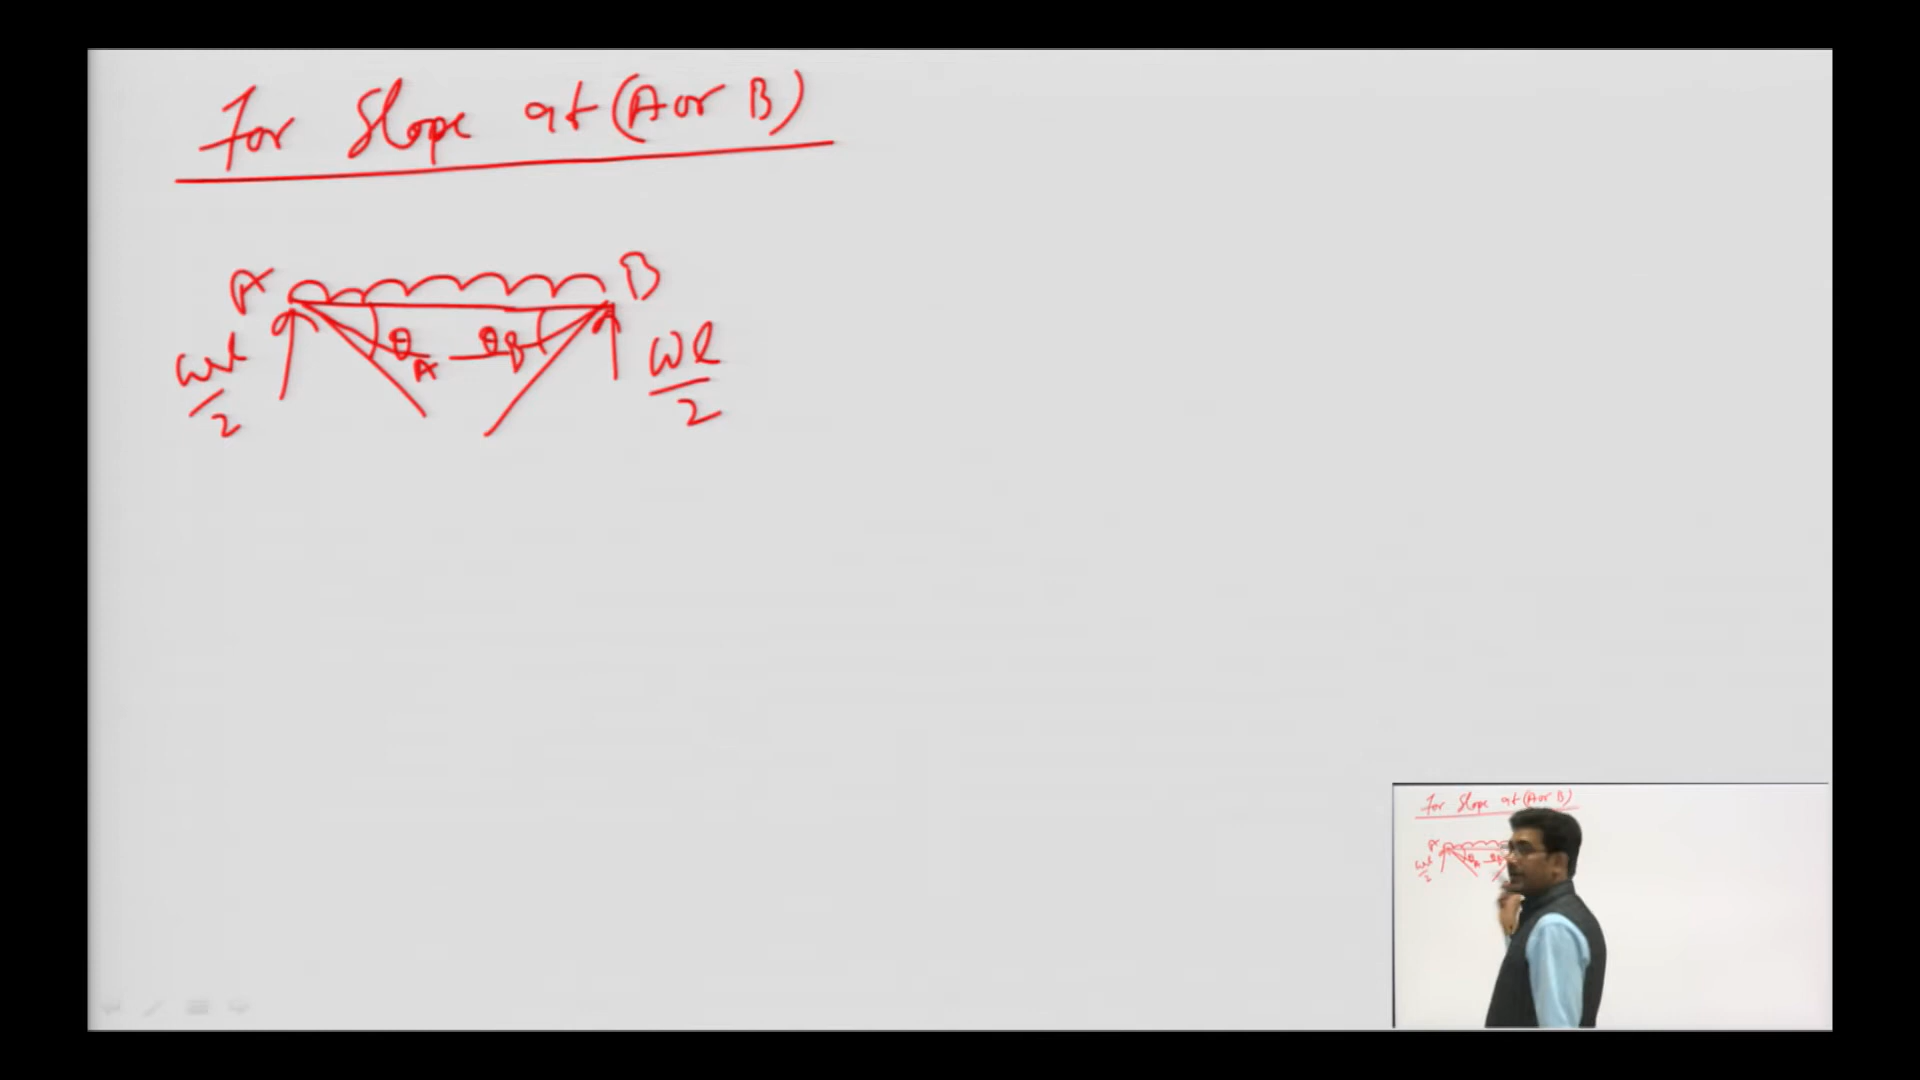 For Slope at (A or B)
A B
θA θB
wl/2 wl/2